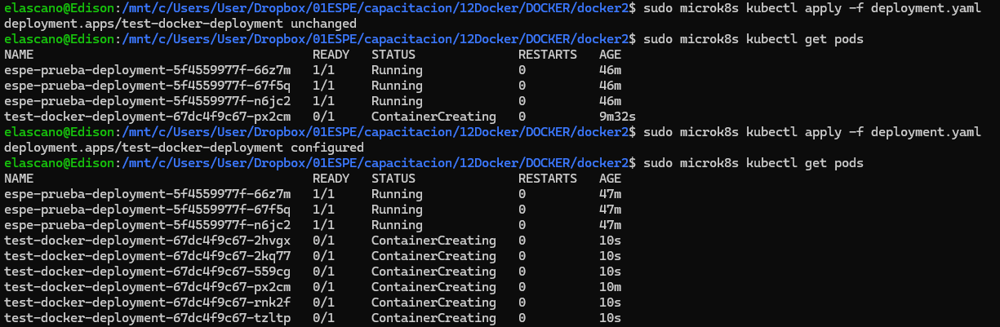 elascano@Edison:/mnt/c/Users/User/Dropbox/01ESPE/capacitacion/12Docker/DOCKER/docker2$ sudo microk8s kubectl apply -f deployment.yaml
deployment.apps/test-docker-deployment unchanged
elascano@Edison:/mnt/c/Users/User/Dropbox/01ESPE/capacitacion/12Docker/DOCKER/docker2$ sudo microk8s kubectl get pods
NAME READY STATUS RESTARTS AGE
espe-prueba-deployment-5f4559977f-66z7m 1/1 Running 0 46m
espe-prueba-deployment-5f4559977f-67f5q 1/1 Running 0 46m
espe-prueba-deployment-5f4559977f-n6jc2 1/1 Running 0 46m
test-docker-deployment-67dc4f9c67-px2cm 0/1 ContainerCreating 0 9m32s
elascano@Edison:/mnt/c/Users/User/Dropbox/01ESPE/capacitacion/12Docker/DOCKER/docker2$ sudo microk8s kubectl apply -f deployment.yaml
deployment.apps/test-docker-deployment configured
elascano@Edison:/mnt/c/Users/User/Dropbox/01ESPE/capacitacion/12Docker/DOCKER/docker2$ sudo microk8s kubectl get pods
NAME READY STATUS RESTARTS AGE
espe-prueba-deployment-5f4559977f-66z7m 1/1 Running 0 47m
espe-prueba-deployment-5f4559977f-67f5q 1/1 Running 0 47m
espe-prueba-deployment-5f4559977f-n6jc2 1/1 Running 0 47m
test-docker-deployment-67dc4f9c67-2hvgx 0/1 ContainerCreating 0 10s
test-docker-deployment-67dc4f9c67-2kq77 0/1 ContainerCreating 0 10s
test-docker-deployment-67dc4f9c67-559cg 0/1 ContainerCreating 0 10s
test-docker-deployment-67dc4f9c67-px2cm 0/1 ContainerCreating 0 10m
test-docker-deployment-67dc4f9c67-rnk2f 0/1 ContainerCreating 0 10s
test-docker-deployment-67dc4f9c67-tzltp 0/1 ContainerCreating 0 10s